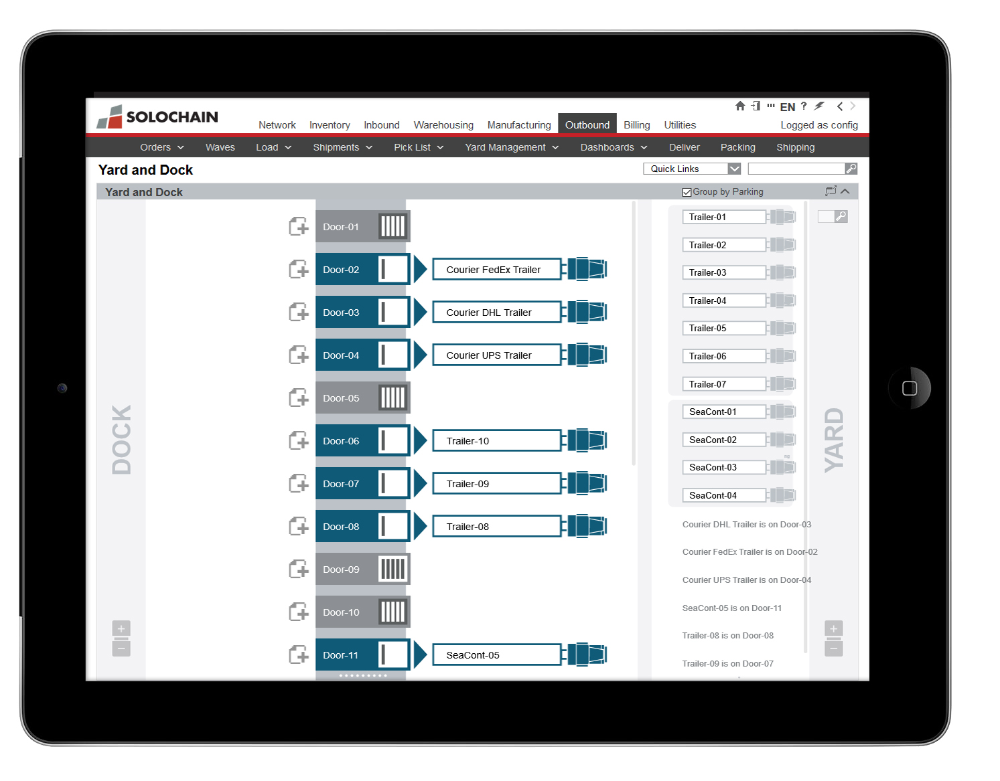 SOLOCHAIN
EN ?
Network Inventory Inbound Warehousing Manufacturing Outbound Billing Utilities
Logged as config
Orders Waves Load Shipments Pick List Yard Management Dashboards Deliver Packing Shipping
Yard and Dock
Quick Links
Yard and Dock
Group by Parking
DOCK
Door-01
Door-02 Courier FedEx Trailer
Door-03 Courier DHL Trailer
Door-04 Courier UPS Trailer
Door-05
Door-06 Trailer-10
Door-07 Trailer-09
Door-08 Trailer-08
Door-09
Door-10
Door-11 SeaCont-05
Trailer-01
Trailer-02
Trailer-03
Trailer-04
Trailer-05
Trailer-06
Trailer-07
SeaCont-01
SeaCont-02
SeaCont-03
SeaCont-04
Courier DHL Trailer is on Door-03
Courier FedEx Trailer is on Door-02
Courier UPS Trailer is on Door-04
SeaCont-05 is on Door-11
Trailer-08 is on Door-08
Trailer-09 is on Door-07
YARD